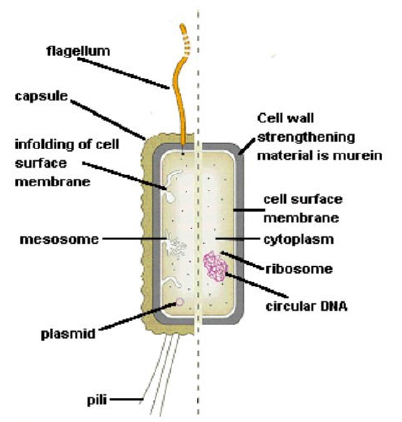 flagellum
capsule
infolding of cell
surface
membrane
mesosome
plasmid
pili
Cell wall
strengthening
material is murein
cell surface
membrane
cytoplasm
ribosome
circular DNA